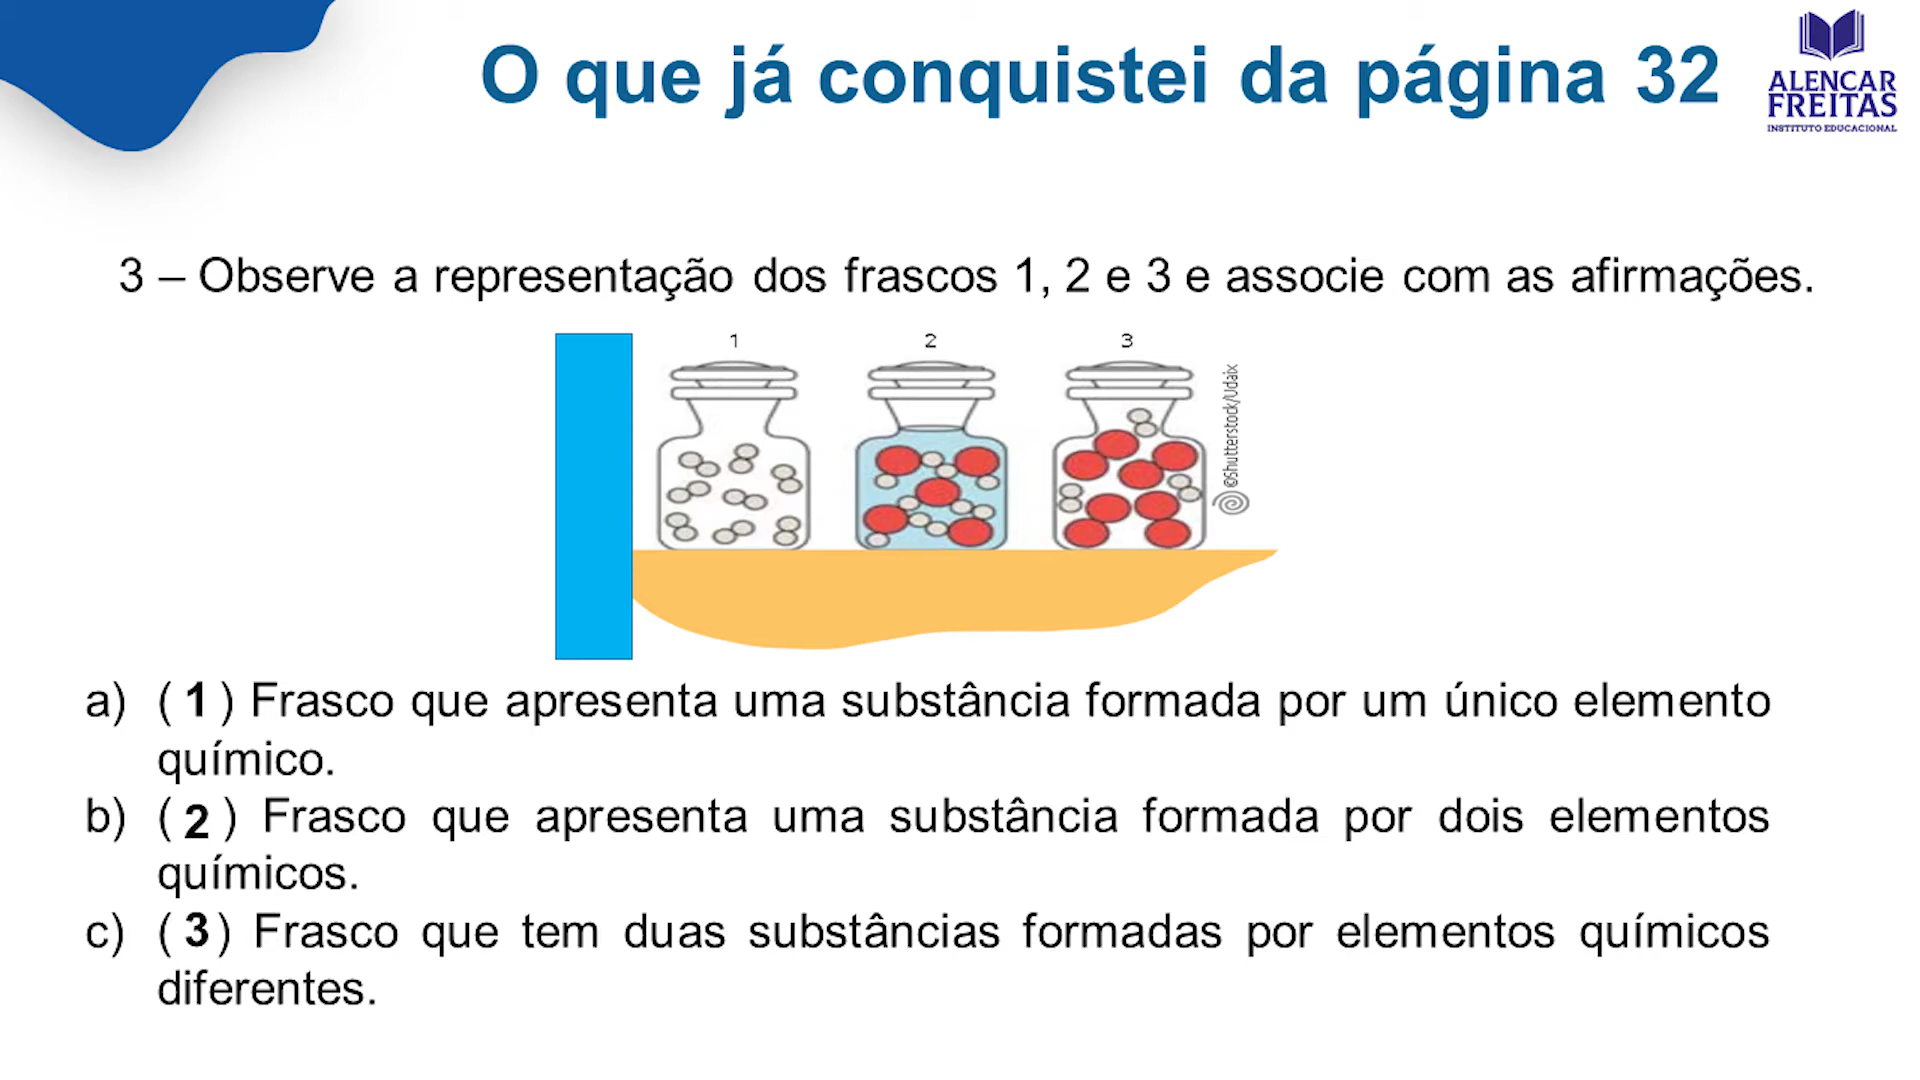 O que já conquistei da página 32
ALENCAR
FREITAS
INSTITUTO EDUCACIONAL
3 – Observe a representação dos frascos 1, 2 e 3 e associe com as afirmações.
1 2 3
©Shutterstock/Udaix
a) ( 1 ) Frasco que apresenta uma substância formada por um único elemento
químico.
b) ( 2 ) Frasco que apresenta uma substância formada por dois elementos
químicos.
c) ( 3 ) Frasco que tem duas substâncias formadas por elementos químicos
diferentes.